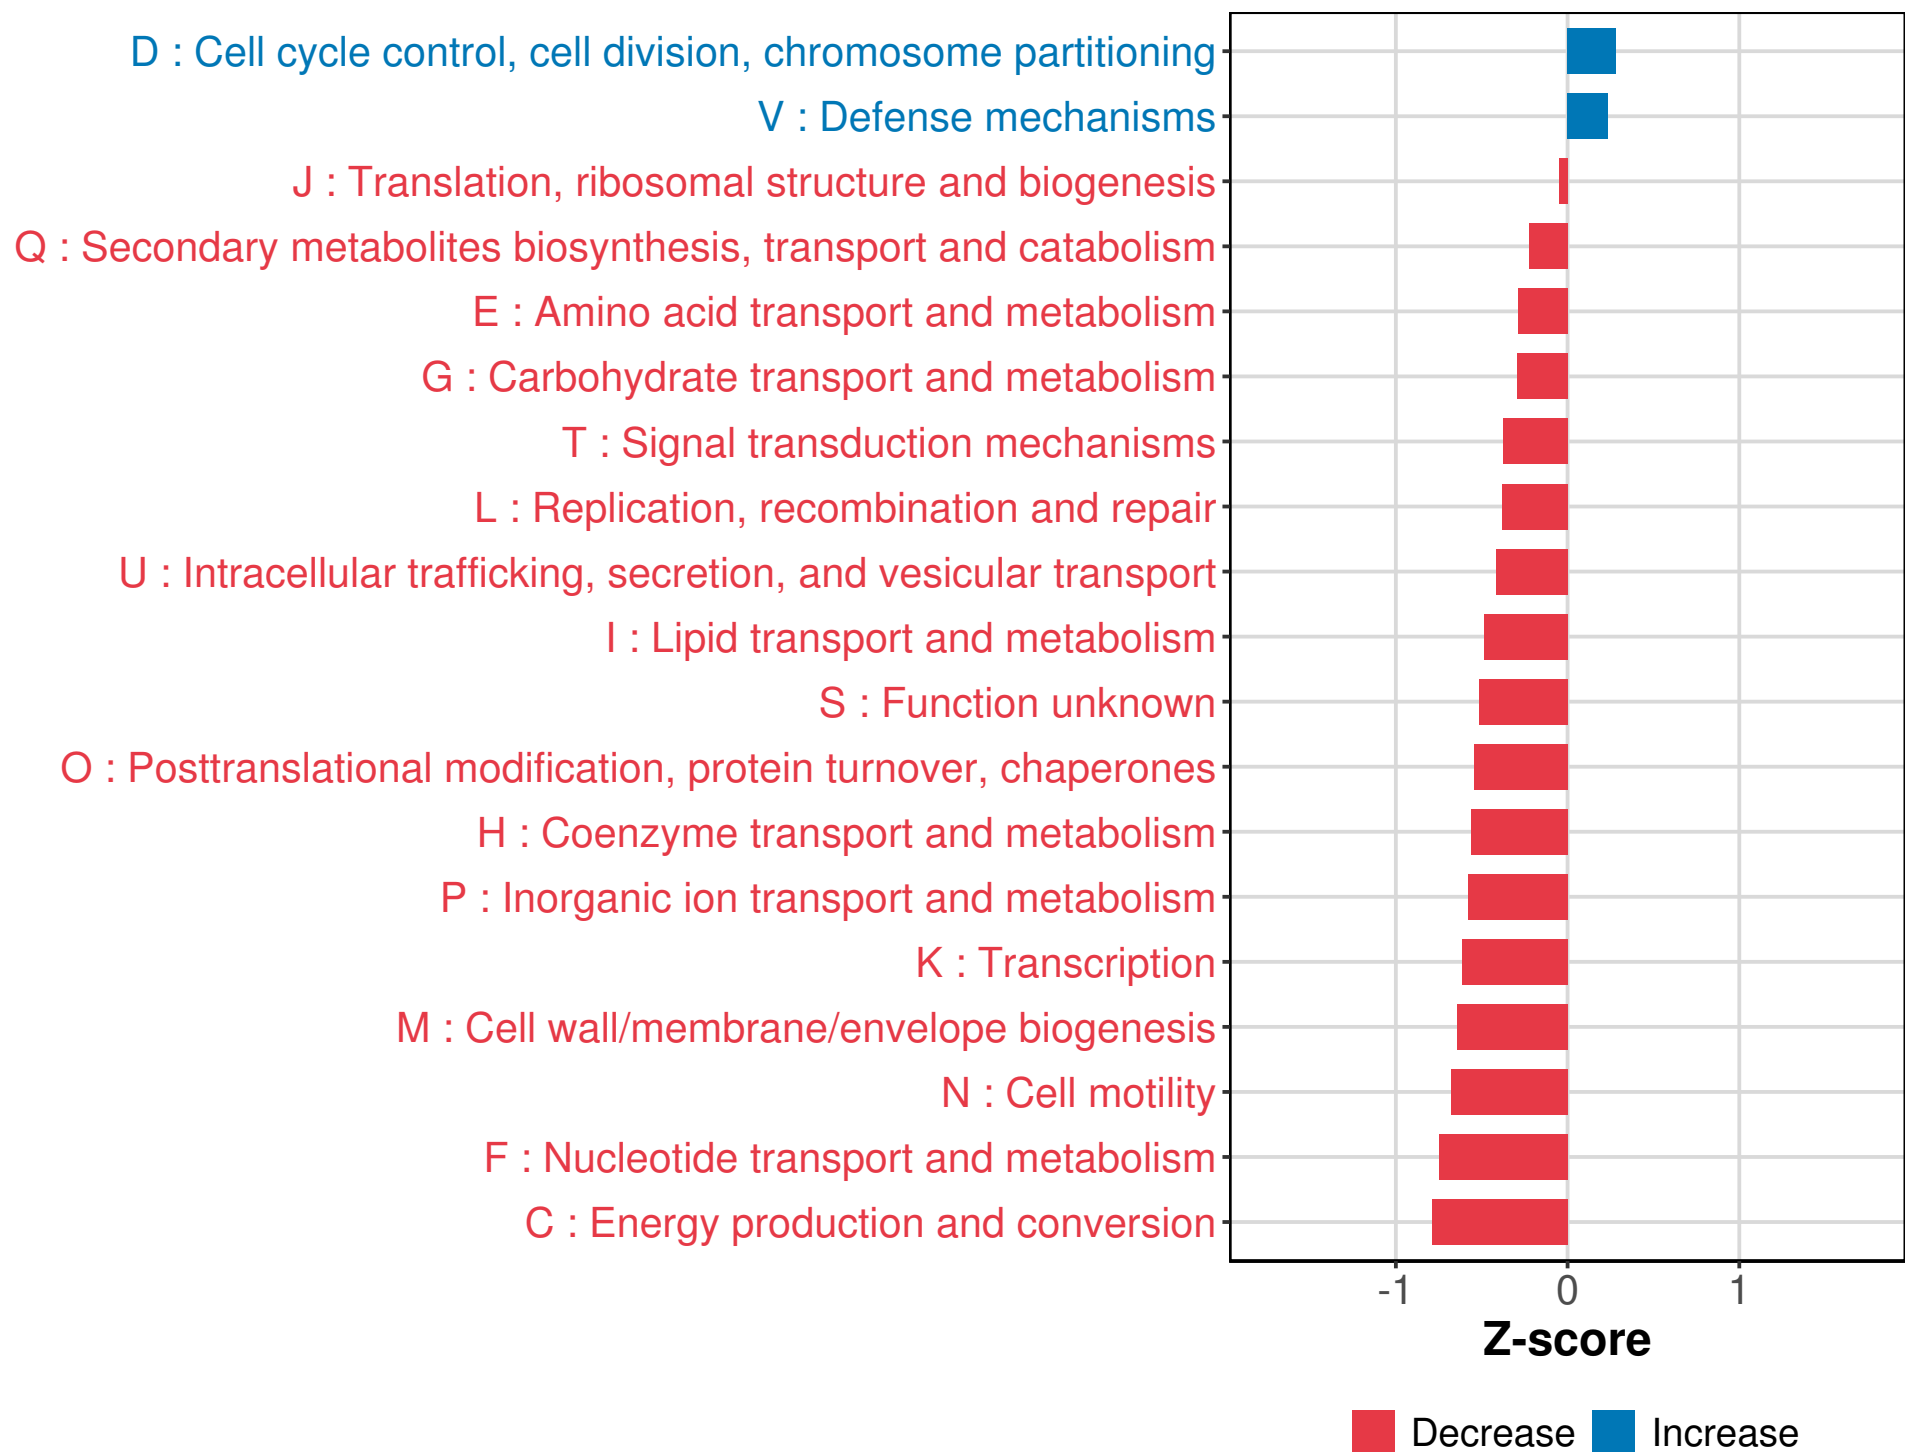 D : Cell cycle control, cell division, chromosome partitioning
V : Defense mechanisms
J : Translation, ribosomal structure and biogenesis
Q : Secondary metabolites biosynthesis, transport and catabolism
E : Amino acid transport and metabolism
G : Carbohydrate transport and metabolism
T : Signal transduction mechanisms
L : Replication, recombination and repair
U : Intracellular trafficking, secretion, and vesicular transport
I : Lipid transport and metabolism
S : Function unknown
O : Posttranslational modification, protein turnover, chaperones
H : Coenzyme transport and metabolism
P : Inorganic ion transport and metabolism
K : Transcription
M : Cell wall/membrane/envelope biogenesis
N : Cell motility
F : Nucleotide transport and metabolism
C : Energy production and conversion
-1 0 1
Z-score
Decrease Increase